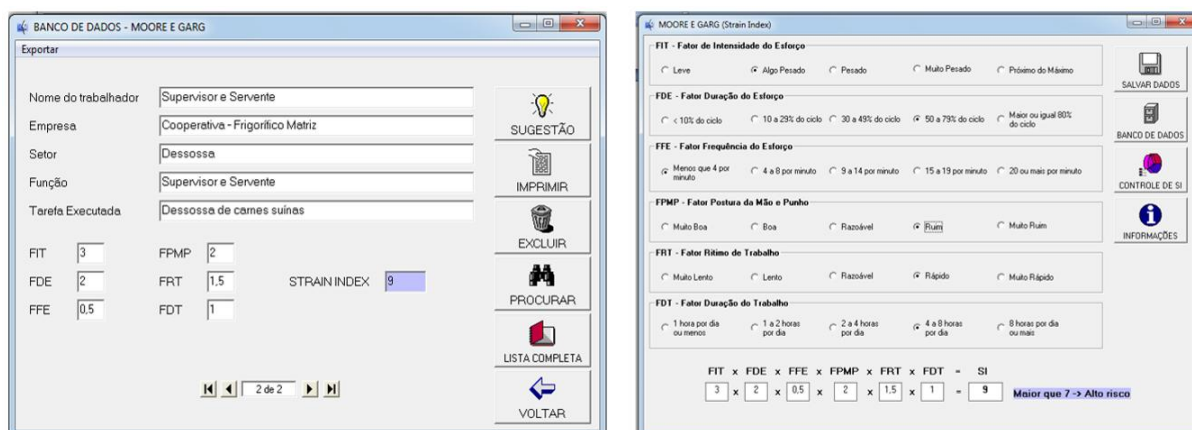 BANCO DE DADOS - MOORE E GARG
Exportar
Nome do trabalhador Supervisor e Servente
Empresa Cooperativa - Frigorífico Matriz
Setor Dessossa
Função Supervisor e Servente
Tarefa Executada Dessossa de carnes suínas
FIT 3 FPMP 2
FDE 2 FRT 1,5 STRAIN INDEX 9
FFE 0,5 FDT 1
2 de 2
SUGESTÃO
IMPRIMIR
EXCLUIR
PROCURAR
LISTA COMPLETA
VOLTAR
MOORE E GARG (Strain Index)
FIT - Fator de Intensidade do Esforço
Leve Algo Pesado Pesado Muito Pesado Próximo do Máximo
FDE - Fator Duração do Esforço
< 10% do ciclo 10 a 29% do ciclo 30 a 49% do ciclo 50 a 79% do ciclo Maior ou igual 80% do ciclo
FFE - Fator Frequência do Esforço
Menos que 4 por minuto 4 a 8 por minuto 9 a 14 por minuto 15 a 19 por minuto 20 ou mais por minuto
FPMP - Fator Postura da Mão e Punho
Muito Boa Boa Razoável Ruim Muito Ruim
FRT - Fator Ritimo de Trabalho
Muito Lento Lento Razoável Rápido Muito Rápido
FDT - Fator Duração do Trabalho
1 hora por dia ou menos 1 a 2 horas por dia 2 a 4 horas por dia 4 a 8 horas por dia 8 horas por dia ou mais
FIT x FDE x FFE x FPMP x FRT x FDT = SI
3 x 2 x 0,5 x 2 x 1,5 x 1 = 9 Maior que 7 -> Alto risco
SALVAR DADOS
BANCO DE DADOS
CONTROLE DE SI
INFORMAÇÕES